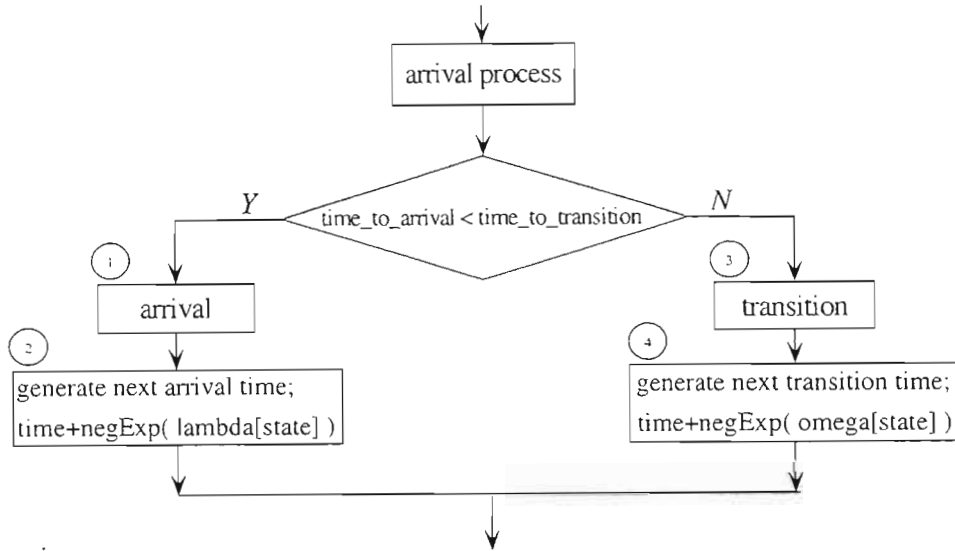 arrival process
time_to_arrival < time_to_transition
Y
N
1
3
arrival
transition
2
4
generate next arrival time;
time+negExp( lambda[state] )
generate next transition time;
time+negExp( omega[state] )